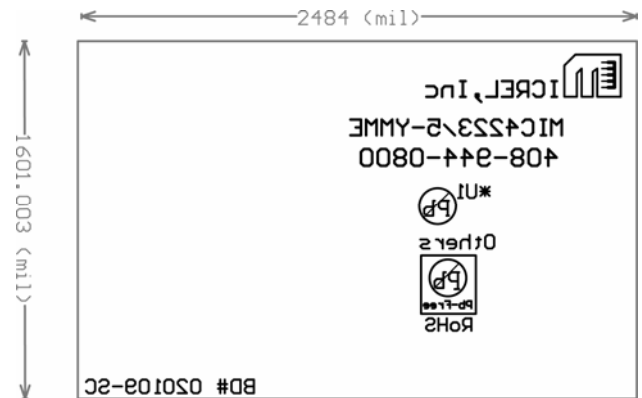 2484 (mil)
1601.003 (mil)
ICREL, Inc
MIC4223/5-YMME
408-944-0800
*U1
Pb
Others
Pb
Pb-Free
RoHS
BD# 020109-SC